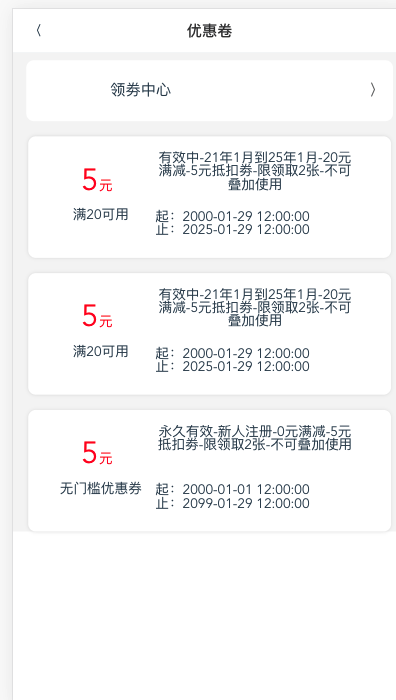 〈 优惠卷
领券中心 〉
有效中-21年1月到25年1月-20元
满减-5元抵扣券-限领取2张-不可
叠加使用
5元
满20可用
起：2000-01-29 12:00:00
止：2025-01-29 12:00:00
有效中-21年1月到25年1月-20元
满减-5元抵扣券-限领取2张-不可
叠加使用
5元
满20可用
起：2000-01-29 12:00:00
止：2025-01-29 12:00:00
永久有效-新人注册-0元满减-5元
抵扣券-限领取2张-不可叠加使用
5元
无门槛优惠券
起：2000-01-01 12:00:00
止：2099-01-29 12:00:00